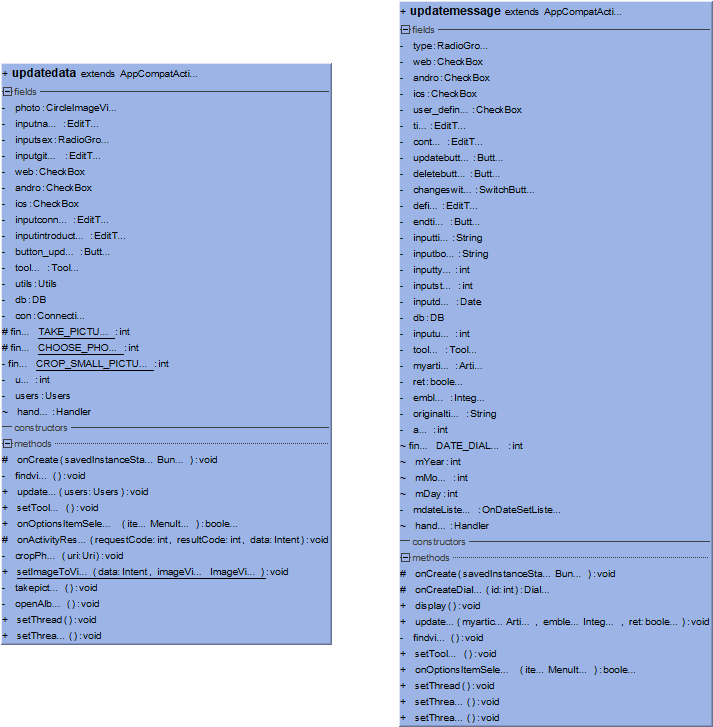 + updatedata extends AppCompatActi...
fields
- photo : CircleImageVi...
- inputna... : EditT...
- inputsex : RadioGro...
- inputgit... : EditT...
- web : CheckBox
- andro : CheckBox
- ios : CheckBox
- inputconn... : EditT...
- inputintroduct... : EditT...
- button_upd... : Butt...
- tool... : Tool...
- utils : Utils
- db : DB
- con : Connecti...
# fin... TAKE_PICTU... : int
# fin... CHOOSE_PHO... : int
- fin... CROP_SMALL_PICTU... : int
- u... : int
- users : Users
~ hand... : Handler
constructors
methods
# onCreate ( savedInstanceSta... Bun... ) : void
- findvi... ( ) : void
+ update... ( users : Users ) : void
+ setTool... ( ) : void
+ onOptionsItemSele... ( ite... MenuIt... ) : boole...
# onActivityRes... ( requestCode : int , resultCode : int , data : Intent ) : void
- cropPh... ( uri : Uri ) : void
+ setImageToVi... ( data : Intent , imageVi... ImageVi... ) : void
- takepict... ( ) : void
- openAlb... ( ) : void
+ setThread ( ) : void
+ setThrea... ( ) : void
+ updatemessage extends AppCompatActi...
fields
- type : RadioGro...
- web : CheckBox
- andro : CheckBox
- ios : CheckBox
- user_defin... : CheckBox
- ti... : EditT...
- cont... : EditT...
- updatebutt... : Butt...
- deletebutt... : Butt...
- changeswit... : SwitchButt...
- defi... : EditT...
- endti... : Butt...
- inputti... : String
- inputbo... : String
- inputty... : int
- inputst... : int
- inputd... : Date
- db : DB
- inputu... : int
- tool... : Tool...
- myarti... : Arti...
- ret : boole...
- embl... : Integ...
- originalti... : String
- a... : int
~ fin... DATE_DIAL... : int
~ mYear : int
~ mMo... : int
~ mDay : int
- mdateListe... : OnDateSetListe...
~ hand... : Handler
constructors
methods
# onCreate ( savedInstanceSta... Bun... ) : void
# onCreateDial... ( id : int ) : Dial...
+ display ( ) : void
+ update... ( myartic... Arti... , emble... Integ... , ret : boole... ) : void
- findvi... ( ) : void
+ setTool... ( ) : void
+ onOptionsItemSele... ( ite... MenuIt... ) : boole...
+ setThread ( ) : void
+ setThrea... ( ) : void
+ setThrea... ( ) : void